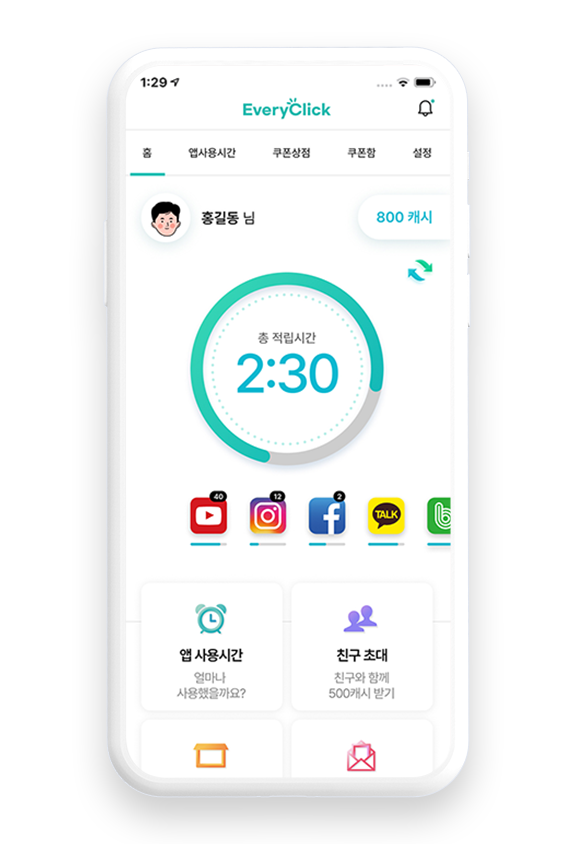 1:29
EveryClick
홈 앱사용시간 쿠폰상점 쿠폰함 설정
홍길동 님 800 캐시
총 적립시간
2:30
40 12 2
TALK
앱 사용시간 친구 초대
얼마나 친구와 함께
사용했을까요? 500캐시 받기